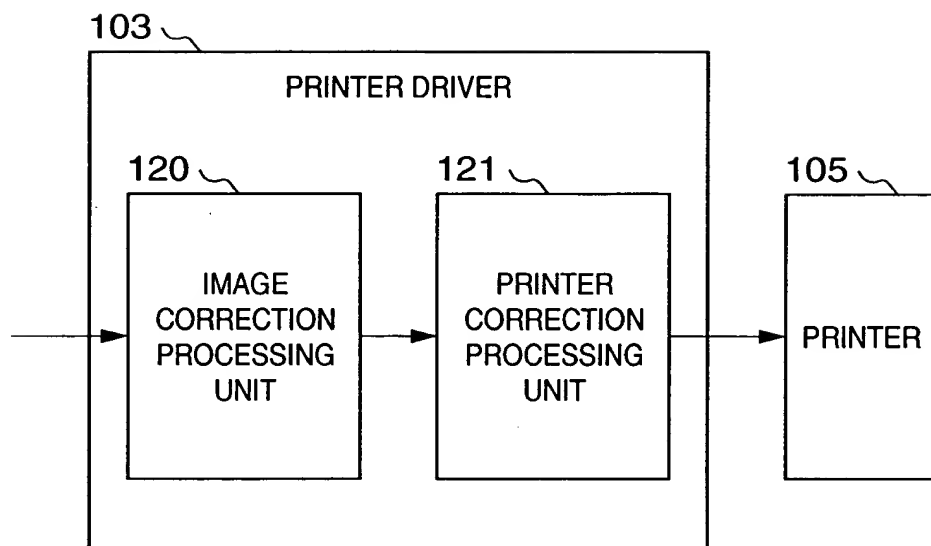 103
PRINTER DRIVER
120
121
105
IMAGE
CORRECTION
PROCESSING
UNIT
PRINTER
CORRECTION
PROCESSING
UNIT
PRINTER